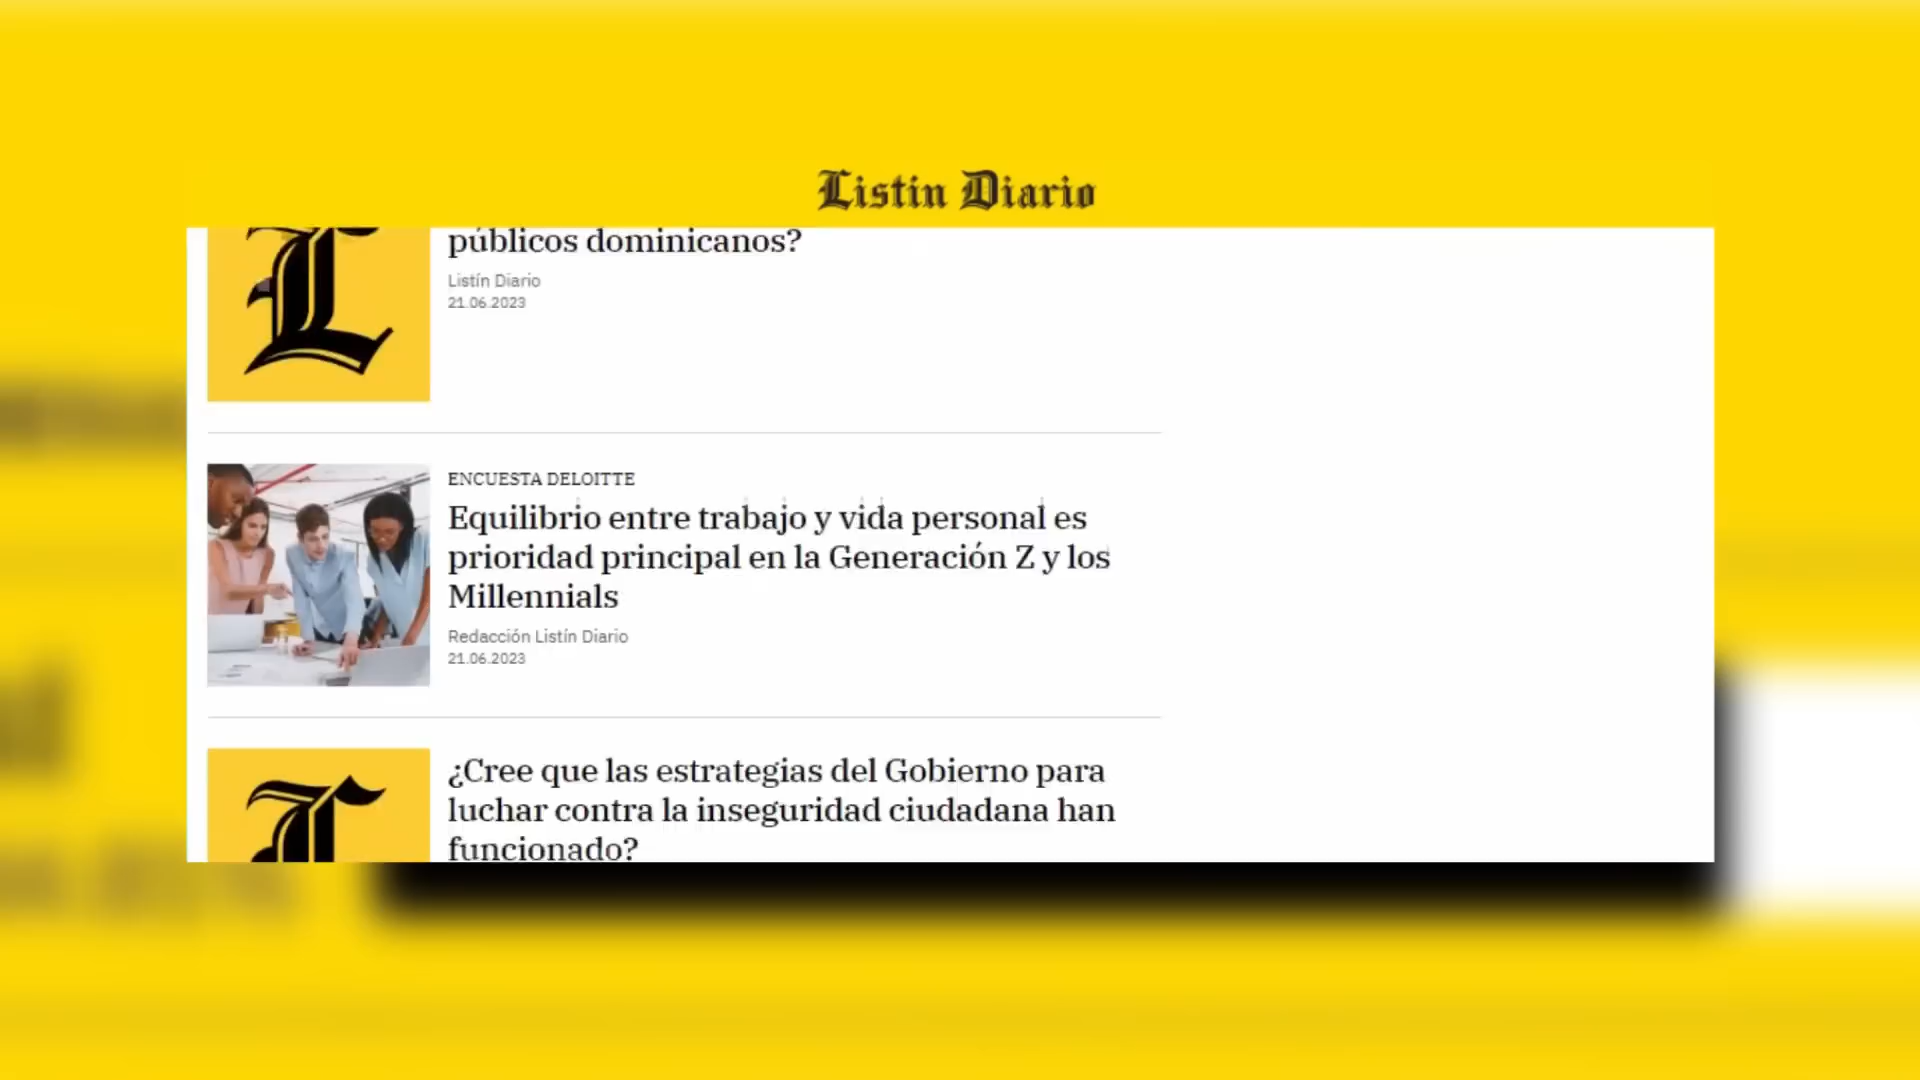 Listin Diario
públicos dominicanos?
Listín Diario
21.06.2023
ENCUESTA DELOITTE
Equilibrio entre trabajo y vida personal es
prioridad principal en la Generación Z y los
Millennials
Redacción Listín Diario
21.06.2023
¿Cree que las estrategias del Gobierno para
luchar contra la inseguridad ciudadana han
funcionado?